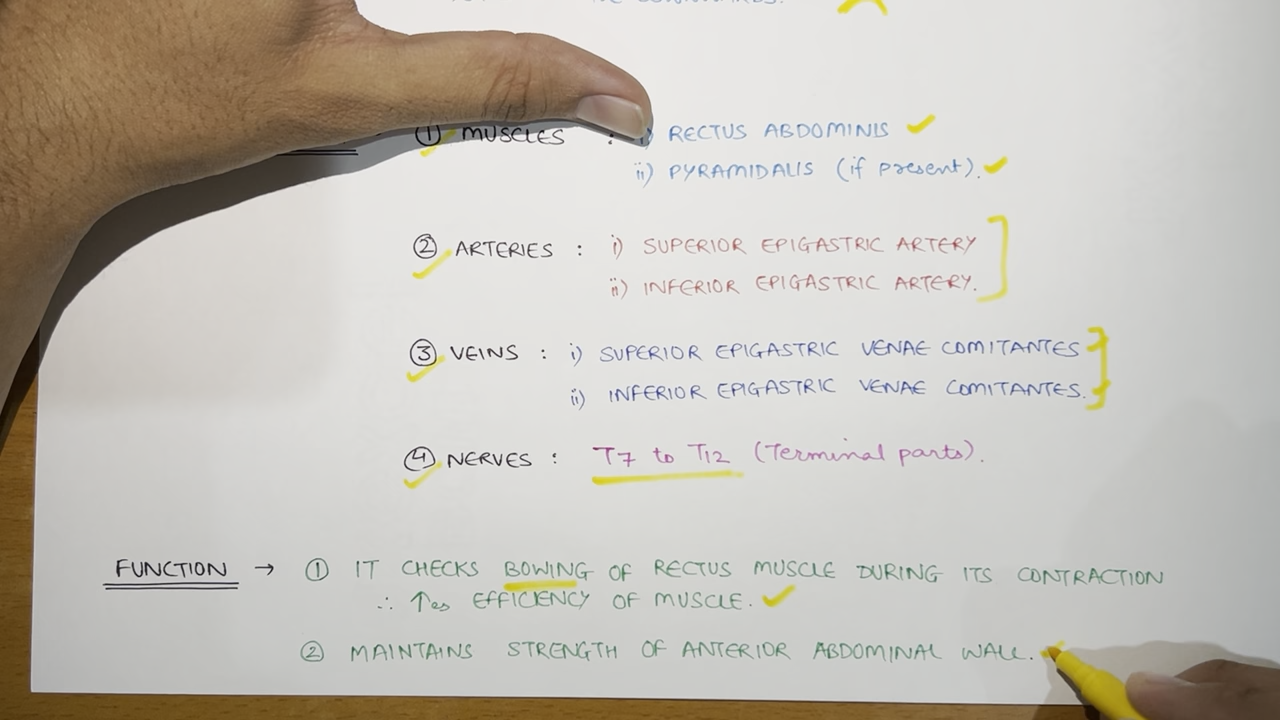 ① MUSCLES : i) RECTUS ABDOMINIS
ii) PYRAMIDALIS (if present).
② ARTERIES : i) SUPERIOR EPIGASTRIC ARTERY
ii) INFERIOR EPIGASTRIC ARTERY.
③ VEINS : i) SUPERIOR EPIGASTRIC VENAE COMITANTES
ii) INFERIOR EPIGASTRIC VENAE COMITANTES.
④ NERVES : T7 to T12 (Terminal parts).
FUNCTION → ① IT CHECKS BOWING OF RECTUS MUSCLE DURING ITS CONTRACTION
∴ ↑es EFFICIENCY OF MUSCLE.
② MAINTAINS STRENGTH OF ANTERIOR ABDOMINAL WALL.